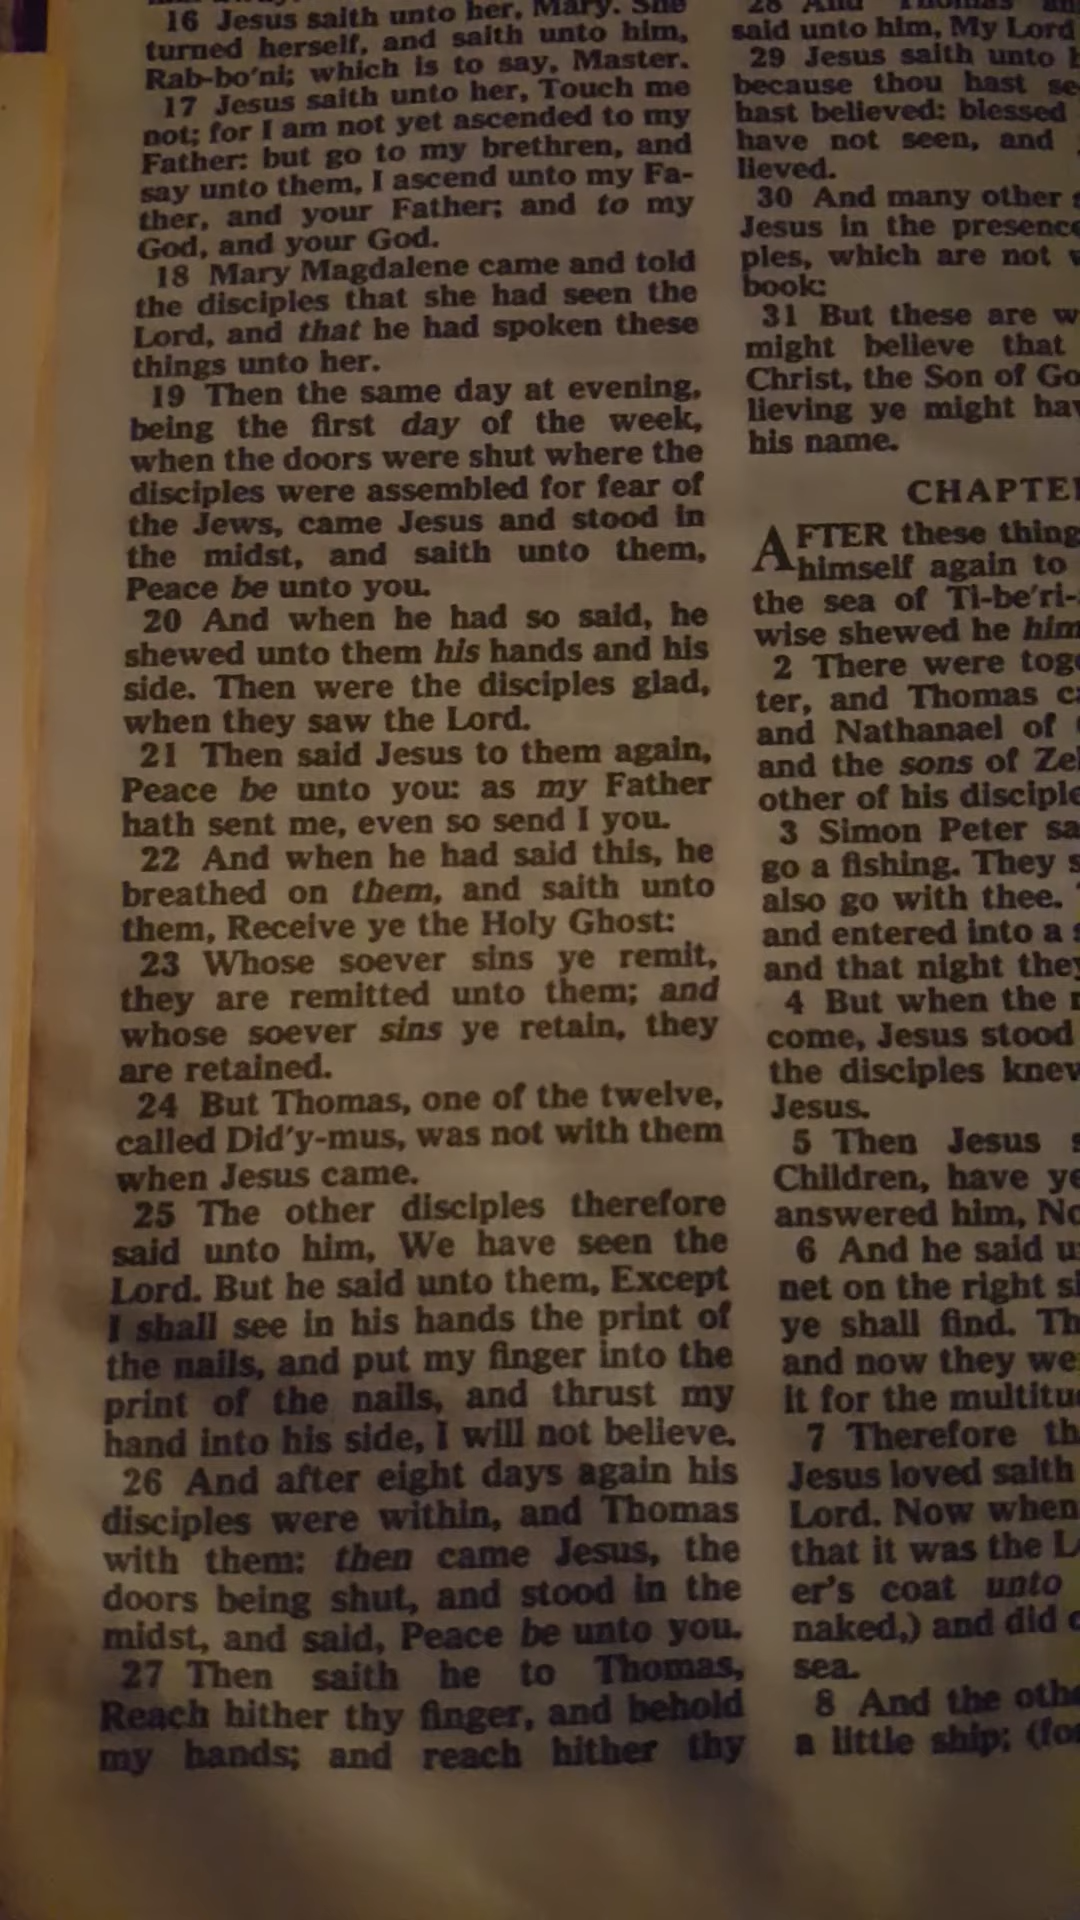 16 Jesus saith unto her, Mary. She
turned herself, and saith unto him,
Rab-bo'ni; which is to say, Master.
17 Jesus saith unto her, Touch me
not; for I am not yet ascended to my
Father: but go to my brethren, and
say unto them, I ascend unto my Fa-
ther, and your Father; and to my
God, and your God.
18 Mary Magdalene came and told
the disciples that she had seen the
Lord, and that he had spoken these
things unto her.
19 Then the same day at evening,
being the first day of the week,
when the doors were shut where the
disciples were assembled for fear of
the Jews, came Jesus and stood in
the midst, and saith unto them,
Peace be unto you.
20 And when he had so said, he
shewed unto them his hands and his
side. Then were the disciples glad,
when they saw the Lord.
21 Then said Jesus to them again,
Peace be unto you: as my Father
hath sent me, even so send I you.
22 And when he had said this, he
breathed on them, and saith unto
them, Receive ye the Holy Ghost:
23 Whose soever sins ye remit,
they are remitted unto them; and
whose soever sins ye retain, they
are retained.
24 But Thomas, one of the twelve,
called Did'y-mus, was not with them
when Jesus came.
25 The other disciples therefore
said unto him, We have seen the
Lord. But he said unto them, Except
I shall see in his hands the print of
the nails, and put my finger into the
print of the nails, and thrust my
hand into his side, I will not believe.
26 And after eight days again his
disciples were within, and Thomas
with them: then came Jesus, the
doors being shut, and stood in the
midst, and said, Peace be unto you.
27 Then saith he to Thomas,
Reach hither thy finger, and behold
my hands; and reach hither thy
28 And Thomas
said unto him, My Lord
29 Jesus saith unto
because thou hast se
hast believed: blessed
have not seen, and
lieved.
30 And many other
Jesus in the presence
ples, which are not
book:
31 But these are w
might believe that
Christ, the Son of Go
lieving ye might hav
his name.
CHAPTE
AFTER these thing
himself again to
the sea of Ti-be'ri-
wise shewed he him
2 There were toge
ter, and Thomas ca
and Nathanael of
and the sons of Ze
other of his disciple
3 Simon Peter sa
go a fishing. They s
also go with thee.
and entered into a s
and that night they
4 But when the
come, Jesus stood
the disciples knew
Jesus.
5 Then Jesus s
Children, have ye
answered him, No
6 And he said u
net on the right si
ye shall find. Th
and now they we
it for the multitu
7 Therefore th
Jesus loved saith
Lord. Now when
that it was the L
er's coat unto
naked,) and did c
sea.
8 And the othe
a little ship; (for